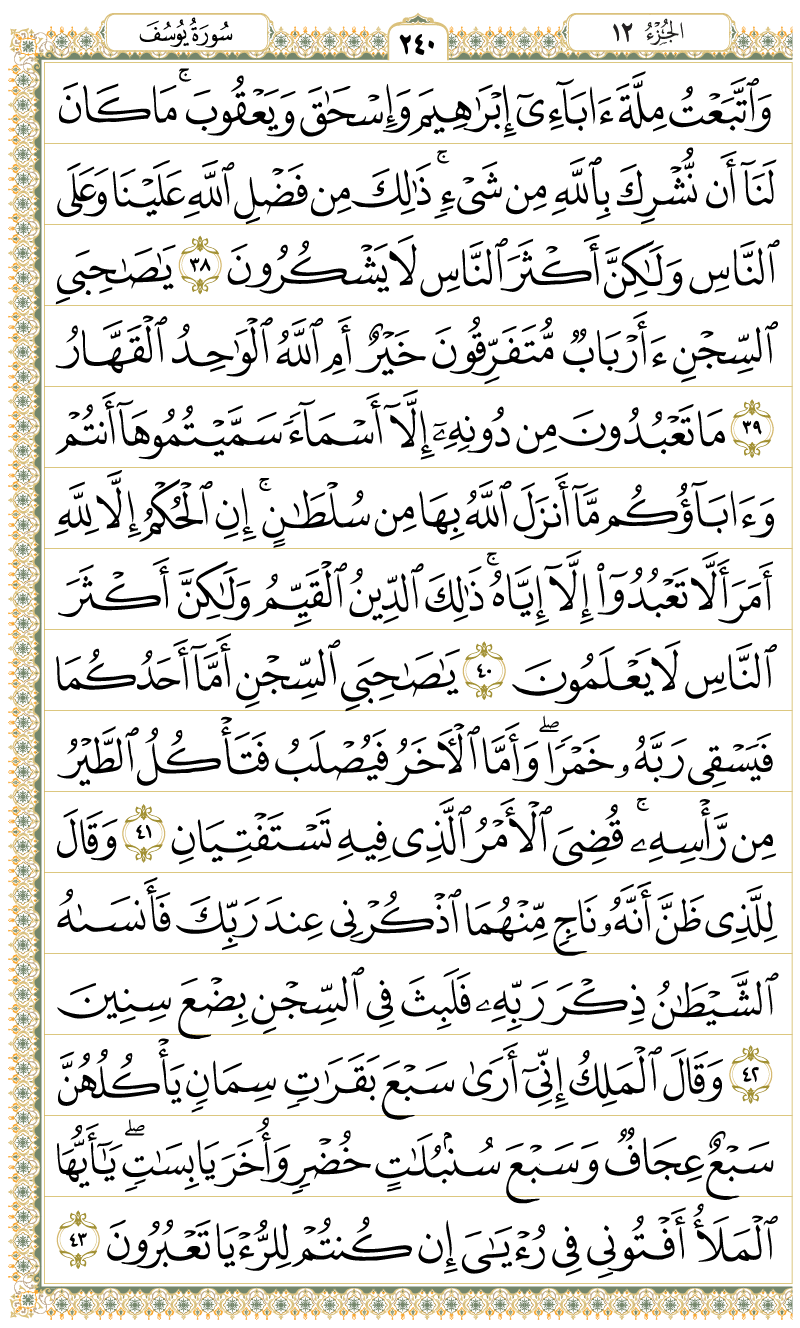 الجُزْءُ ١٢
٢٤٠
سُورَةُ يُوسُفَ
وَٱتَّبَعْتُ مِلَّةَ ءَابَآءِىٓ إِبْرَٰهِيمَ وَإِسْحَٰقَ وَيَعْقُوبَ ۚ مَا كَانَ
لَنَآ أَن نُّشْرِكَ بِٱللَّهِ مِن شَىْءٍ ۚ ذَٰلِكَ مِن فَضْلِ ٱللَّهِ عَلَيْنَا وَعَلَى
ٱلنَّاسِ وَلَٰكِنَّ أَكْثَرَ ٱلنَّاسِ لَا يَشْكُرُونَ ٣٨ يَٰصَٰحِبَىِ
ٱلسِّجْنِ ءَأَرْبَابٌ مُّتَفَرِّقُونَ خَيْرٌ أَمِ ٱللَّهُ ٱلْوَٰحِدُ ٱلْقَهَّارُ
٣٩ مَا تَعْبُدُونَ مِن دُونِهِۦٓ إِلَّآ أَسْمَآءً سَمَّيْتُمُوهَآ أَنتُمْ
وَءَابَآؤُكُم مَّآ أَنزَلَ ٱللَّهُ بِهَا مِن سُلْطَٰنٍ ۚ إِنِ ٱلْحُكْمُ إِلَّا لِلَّهِ
أَمَرَ أَلَّا تَعْبُدُوٓا۟ إِلَّآ إِيَّاهُ ۚ ذَٰلِكَ ٱلدِّينُ ٱلْقَيِّمُ وَلَٰكِنَّ أَكْثَرَ
ٱلنَّاسِ لَا يَعْلَمُونَ ٤٠ يَٰصَٰحِبَىِ ٱلسِّجْنِ أَمَّآ أَحَدُكُمَا
فَيَسْقِى رَبَّهُۥ خَمْرًا ۖ وَأَمَّا ٱلْءَاخَرُ فَيُصْلَبُ فَتَأْكُلُ ٱلطَّيْرُ
مِن رَّأْسِهِۦ ۚ قُضِىَ ٱلْأَمْرُ ٱلَّذِى فِيهِ تَسْتَفْتِيَانِ ٤١ وَقَالَ
لِلَّذِى ظَنَّ أَنَّهُۥ نَاجٍ مِّنْهُمَا ٱذْكُرْنِى عِندَ رَبِّكَ فَأَنسَىٰهُ
ٱلشَّيْطَٰنُ ذِكْرَ رَبِّهِۦ فَلَبِثَ فِى ٱلسِّجْنِ بِضْعَ سِنِينَ
٤٢ وَقَالَ ٱلْمَلِكُ إِنِّىٓ أَرَىٰ سَبْعَ بَقَرَٰتٍ سِمَانٍ يَأْكُلُهُنَّ
سَبْعٌ عِجَافٌ وَسَبْعَ سُنۢبُلَٰتٍ خُضْرٍ وَأُخَرَ يَابِسَٰتٍ ۖ يَٰٓأَيُّهَا
ٱلْمَلَأُ أَفْتُونِى فِى رُءْيَٰىَ إِن كُنتُمْ لِلرُّءْيَا تَعْبُرُونَ ٤٣